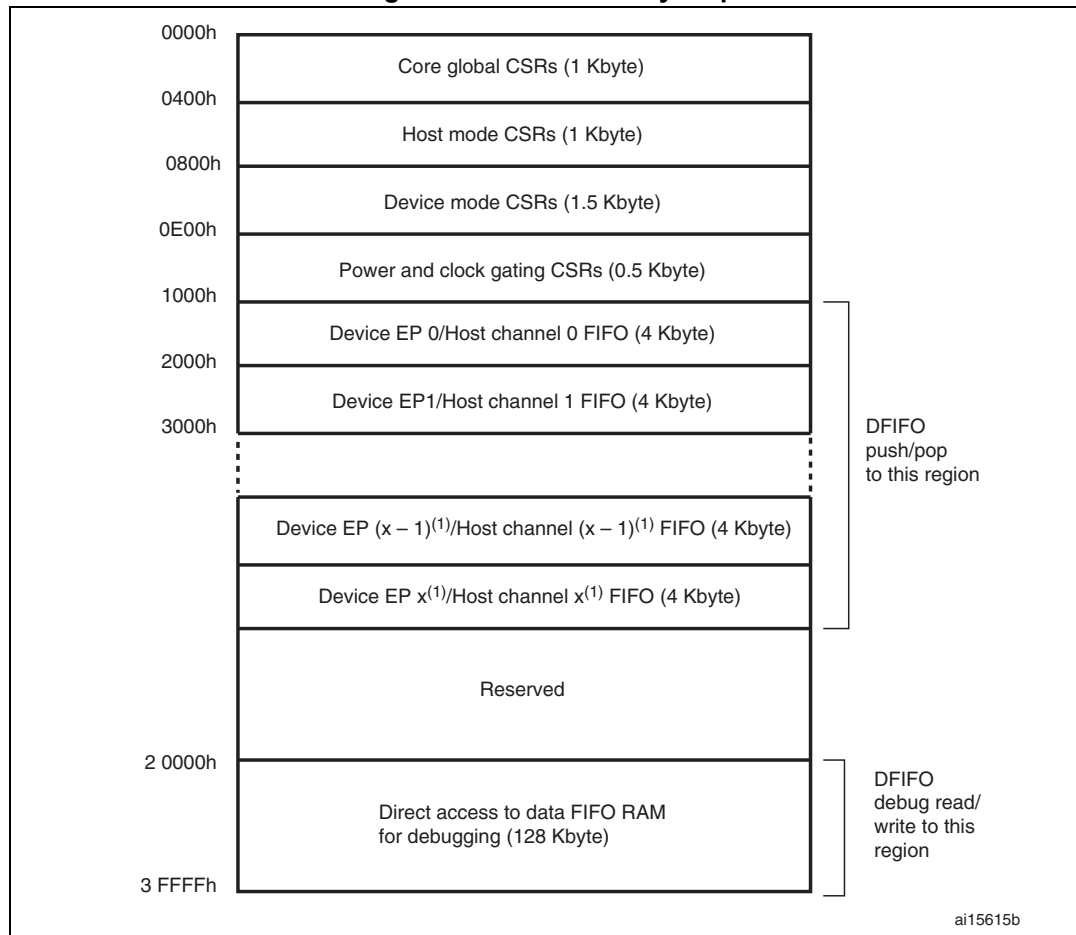 0000h
Core global CSRs (1 Kbyte)
0400h
Host mode CSRs (1 Kbyte)
0800h
Device mode CSRs (1.5 Kbyte)
0E00h
Power and clock gating CSRs (0.5 Kbyte)
1000h
Device EP 0/Host channel 0 FIFO (4 Kbyte)
2000h
Device EP1/Host channel 1 FIFO (4 Kbyte)
3000h
DFIFO
push/pop
to this region
Device EP (x – 1)(1)/Host channel (x – 1)(1) FIFO (4 Kbyte)
Device EP x(1)/Host channel x(1) FIFO (4 Kbyte)
Reserved
2 0000h
Direct access to data FIFO RAM
for debugging (128 Kbyte)
DFIFO
debug read/
write to this
region
3 FFFFh
ai15615b